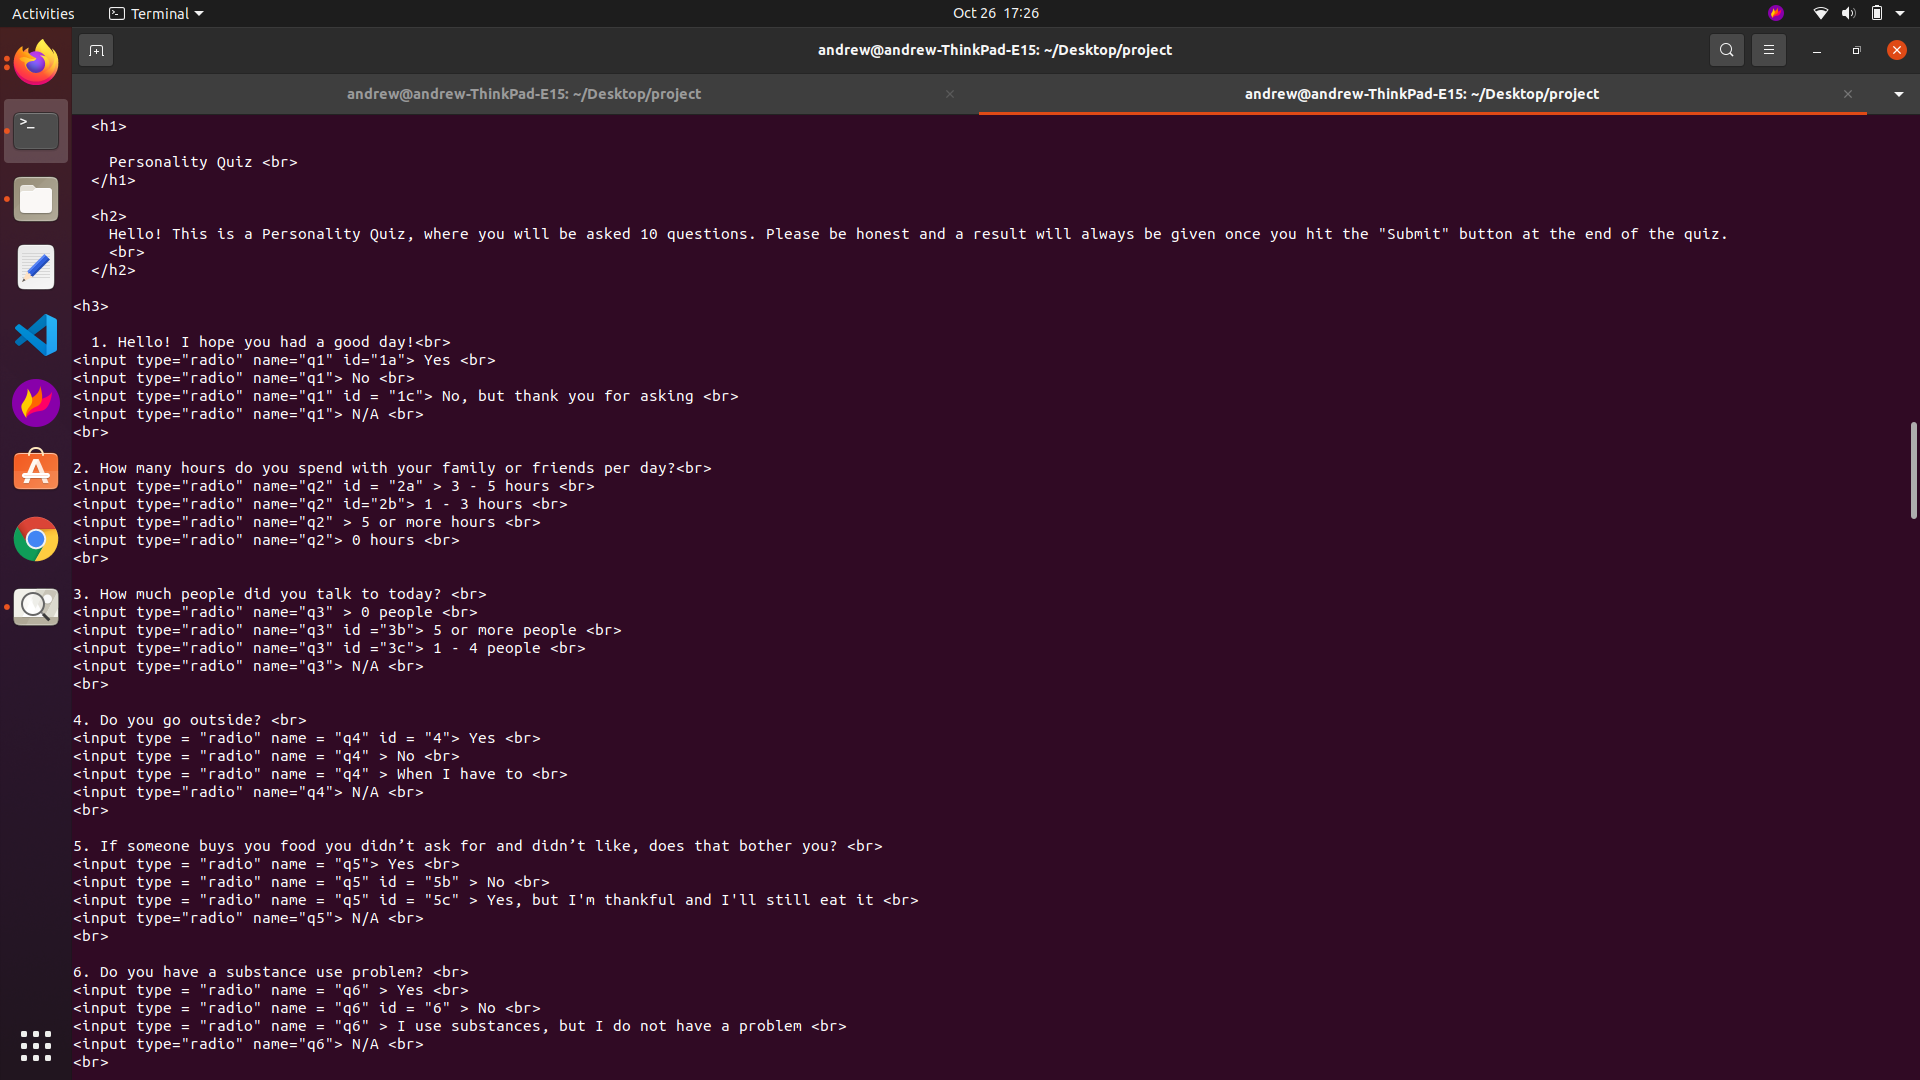 Activities
Terminal
Oct 26 17:26
andrew@andrew-ThinkPad-E15: ~/Desktop/project
andrew@andrew-ThinkPad-E15: ~/Desktop/project
andrew@andrew-ThinkPad-E15: ~/Desktop/project
<h1>
Personality Quiz <br>
</h1>
<h2>
Hello! This is a Personality Quiz, where you will be asked 10 questions. Please be honest and a result will always be given once you hit the "Submit" button at the end of the quiz.
<br>
</h2>
<h3>
1. Hello! I hope you had a good day!<br>
<input type="radio" name="q1" id="1a"> Yes <br>
<input type="radio" name="q1"> No <br>
<input type="radio" name="q1" id = "1c"> No, but thank you for asking <br>
<input type="radio" name="q1"> N/A <br>
<br>
2. How many hours do you spend with your family or friends per day?<br>
<input type="radio" name="q2" id = "2a" > 3 - 5 hours <br>
<input type="radio" name="q2" id="2b"> 1 - 3 hours <br>
<input type="radio" name="q2" > 5 or more hours <br>
<input type="radio" name="q2"> 0 hours <br>
<br>
3. How much people did you talk to today? <br>
<input type="radio" name="q3" > 0 people <br>
<input type="radio" name="q3" id ="3b"> 5 or more people <br>
<input type="radio" name="q3" id ="3c"> 1 - 4 people <br>
<input type="radio" name="q3"> N/A <br>
<br>
4. Do you go outside? <br>
<input type = "radio" name = "q4" id = "4"> Yes <br>
<input type = "radio" name = "q4" > No <br>
<input type = "radio" name = "q4" > When I have to <br>
<input type="radio" name="q4"> N/A <br>
<br>
5. If someone buys you food you didn’t ask for and didn’t like, does that bother you? <br>
<input type = "radio" name = "q5"> Yes <br>
<input type = "radio" name = "q5" id = "5b" > No <br>
<input type = "radio" name = "q5" id = "5c" > Yes, but I'm thankful and I'll still eat it <br>
<input type="radio" name="q5"> N/A <br>
<br>
6. Do you have a substance use problem? <br>
<input type = "radio" name = "q6" > Yes <br>
<input type = "radio" name = "q6" id = "6" > No <br>
<input type = "radio" name = "q6" > I use substances, but I do not have a problem <br>
<input type="radio" name="q6"> N/A <br>
<br>